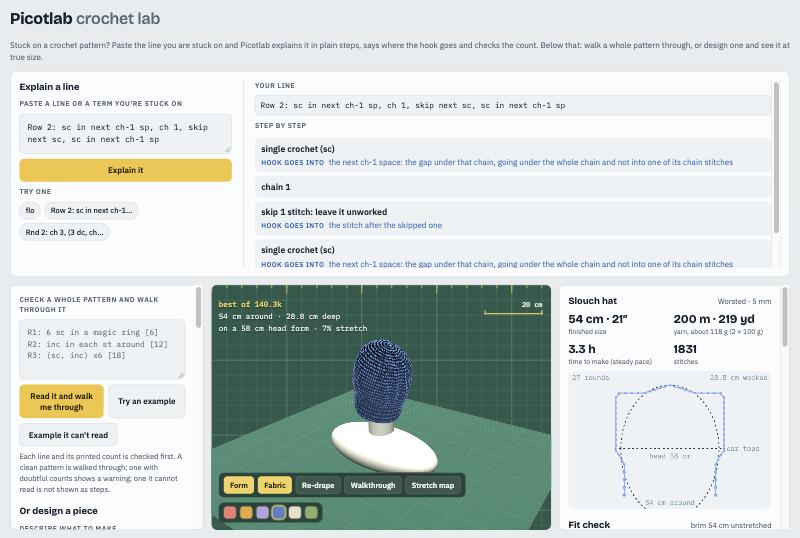 Picotlab crochet lab
Stuck on a crochet pattern? Paste the line you are stuck on and Picotlab explains it in plain steps, says where the hook goes and checks the count. Below that: walk a whole pattern through, or design one and see it at
true size.
Explain a line
PASTE A LINE OR A TERM YOU'RE STUCK ON
Row 2: sc in next ch-1 sp, ch 1, skip
next sc, sc in next ch-1 sp
Explain it
TRY ONE
flo
Row 2: sc in next ch-1...
Rnd 2: ch 3, (3 dc, ch...
YOUR LINE
Row 2: sc in next ch-1 sp, ch 1, skip next sc, sc in next ch-1 sp
STEP BY STEP
single crochet (sc)
HOOK GOES INTO the next ch-1 space: the gap under that chain, going under the whole chain and not into one of its chain stitches
chain 1
skip 1 stitch: leave it unworked
HOOK GOES INTO the stitch after the skipped one
single crochet (sc)
HOOK GOES INTO the next ch-1 space: the gap under that chain, going under the whole chain and not into one of its chain stitches
CHECK A WHOLE PATTERN AND WALK
THROUGH IT
R1: 6 sc in a magic ring [6]
R2: inc in each st around [12]
R3: (sc, inc) x6 [18]
Read it and walk
me through
Try an example
Example it can't read
Each line and its printed count is checked first. A
clean pattern is walked through; one with
doubtful counts shows a warning; one it cannot
read is not shown as steps.
Or design a piece
DESCRIBE WHAT TO MAKE
best of 140.3k
54 cm around · 28.8 cm deep
on a 58 cm head form · 7% stretch
20 cm
Form
Fabric
Re-drape
Walkthrough
Stretch map
Slouch hat
Worsted · 5 mm
54 cm · 21"
finished size
200 m · 219 yd
yarn, about 118 g (2 × 100 g)
3.3 h
time to make (steady pace)
1831
stitches
27 rounds
28.8 cm worked
ear tops
head 58 cm
54 cm around
Fit check
brim 54 cm unstretched